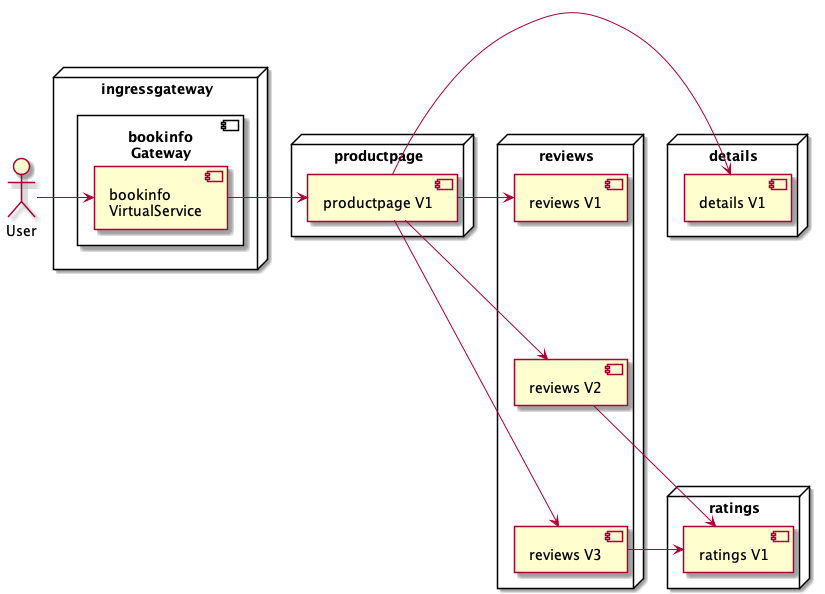 ingressgateway
bookinfo
Gateway
bookinfo
VirtualService
User
productpage
productpage V1
reviews
reviews V1
reviews V2
reviews V3
details
details V1
ratings
ratings V1